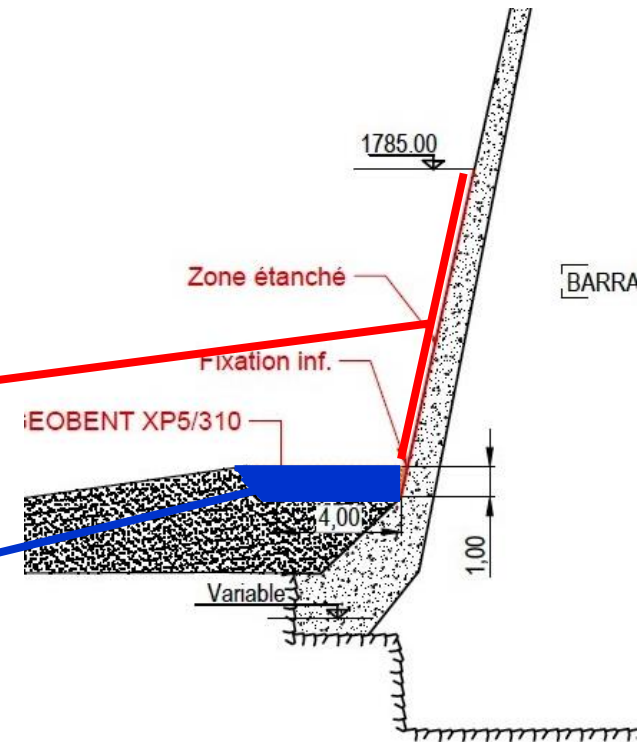 1785.00
Zone étanché
BARRA
Fixation inf.
EOBENT XP5/310
4,00
1,00
Variable